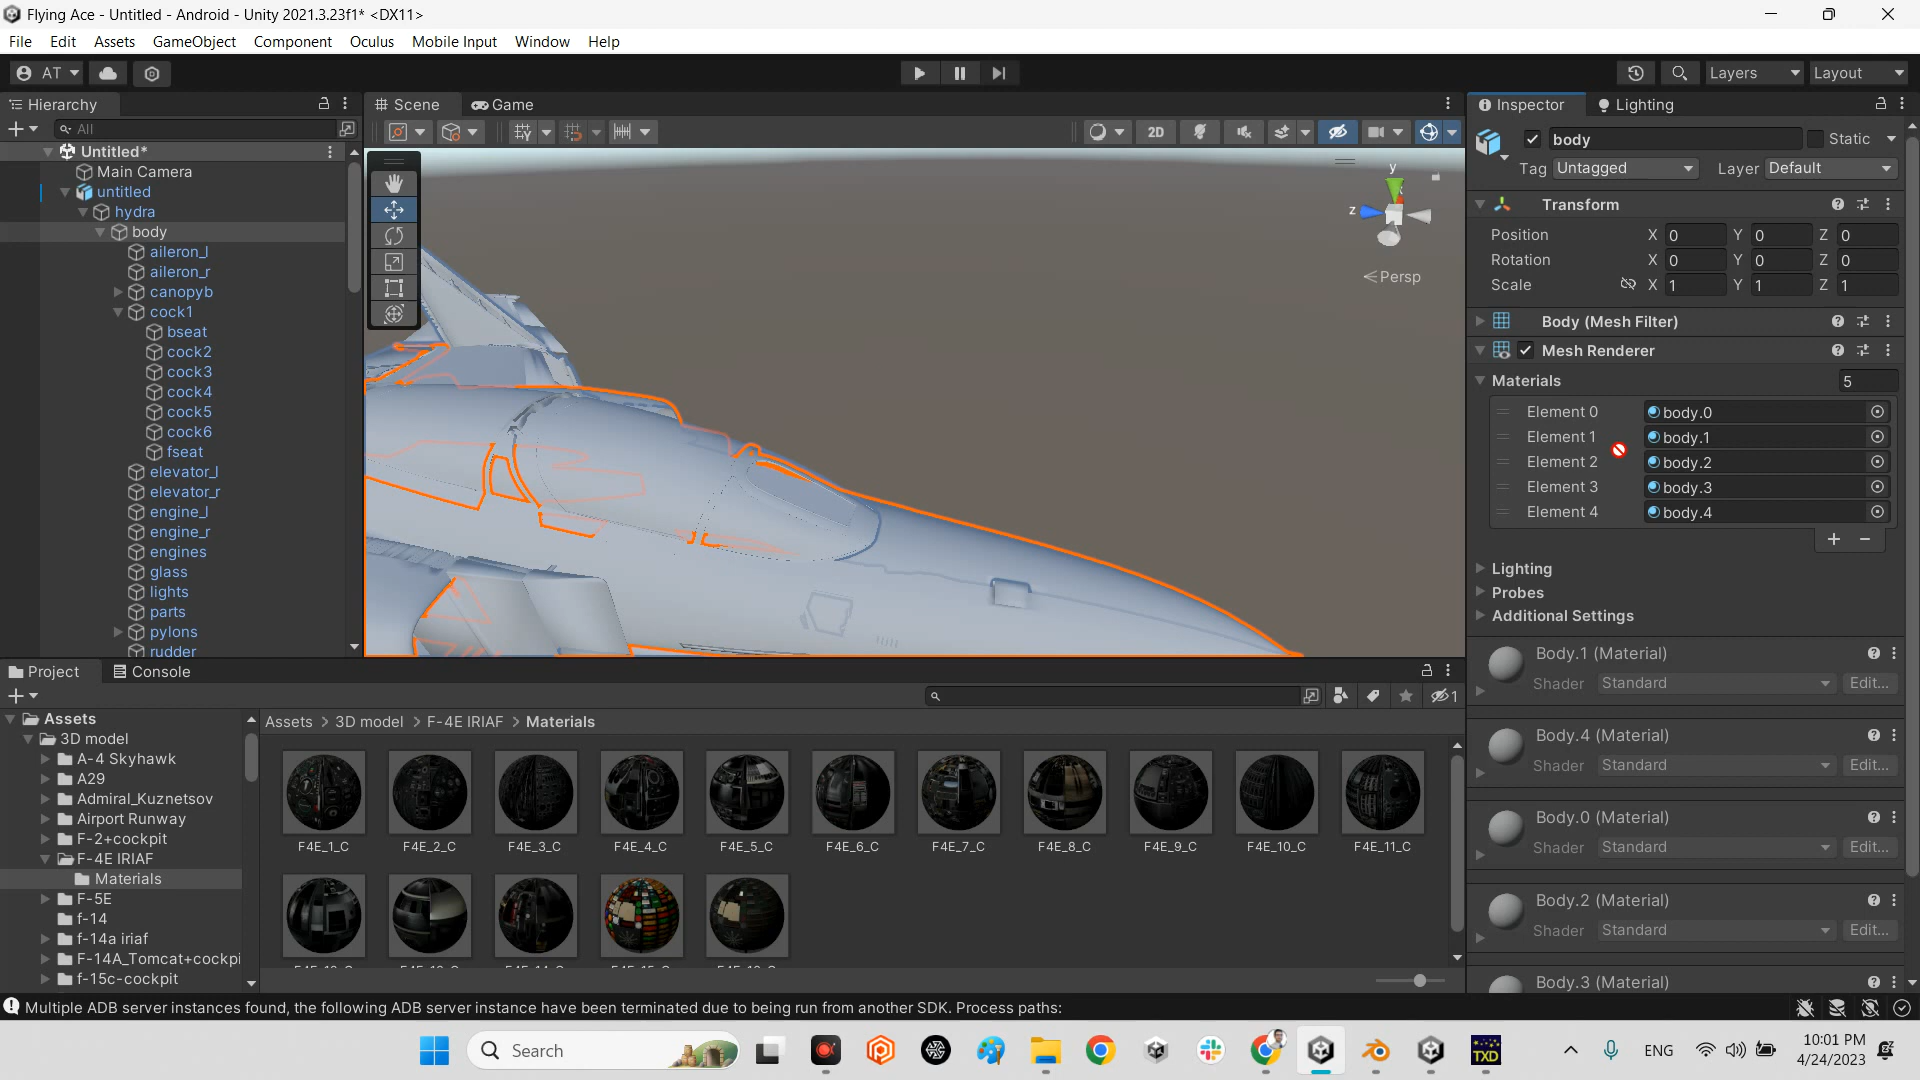 Flying Ace - Untitled - Android - Unity 2021.3.23f1* <DX11>
File Edit Assets GameObject Component Oculus Mobile Input Window Help
AT Layers Layout
Hierarchy
All
Untitled*
Main Camera
untitled
hydra
body
aileron_l
aileron_r
canopyb
cock1
bseat
cock2
cock3
cock4
cock5
cock6
fseat
elevator_l
elevator_r
engine_l
engine_r
engines
glass
lights
parts
pylons
rudder
Scene Game
2D
y
z
Persp
Inspector Lighting
body Static
Tag Untagged Layer Default
Transform
Position X 0 Y 0 Z 0
Rotation X 0 Y 0 Z 0
Scale X 1 Y 1 Z 1
Body (Mesh Filter)
Mesh Renderer
Materials 5
Element 0 body.0
Element 1 body.1
Element 2 body.2
Element 3 body.3
Element 4 body.4
Lighting
Probes
Additional Settings
Body.1 (Material)
Shader Standard Edit...
Body.4 (Material)
Shader Standard Edit...
Body.0 (Material)
Shader Standard Edit...
Body.2 (Material)
Shader Standard Edit...
Body.3 (Material)
Project Console
1
Assets
3D model
A-4 Skyhawk
A29
Admiral_Kuznetsov
Airport Runway
F-2+cockpit
F-4E IRIAF
Materials
F-5E
f-14
f-14a iriaf
F-14A_Tomcat+cockpi
f-15c-cockpit
Assets > 3D model > F-4E IRIAF > Materials
F4E_1_C F4E_2_C F4E_3_C F4E_4_C F4E_5_C F4E_6_C F4E_7_C F4E_8_C F4E_9_C F4E_10_C F4E_11_C
Multiple ADB server instances found, the following ADB server instance have been terminated due to being run from another SDK. Process paths:
Search
TXD
ENG
10:01 PM
4/24/2023